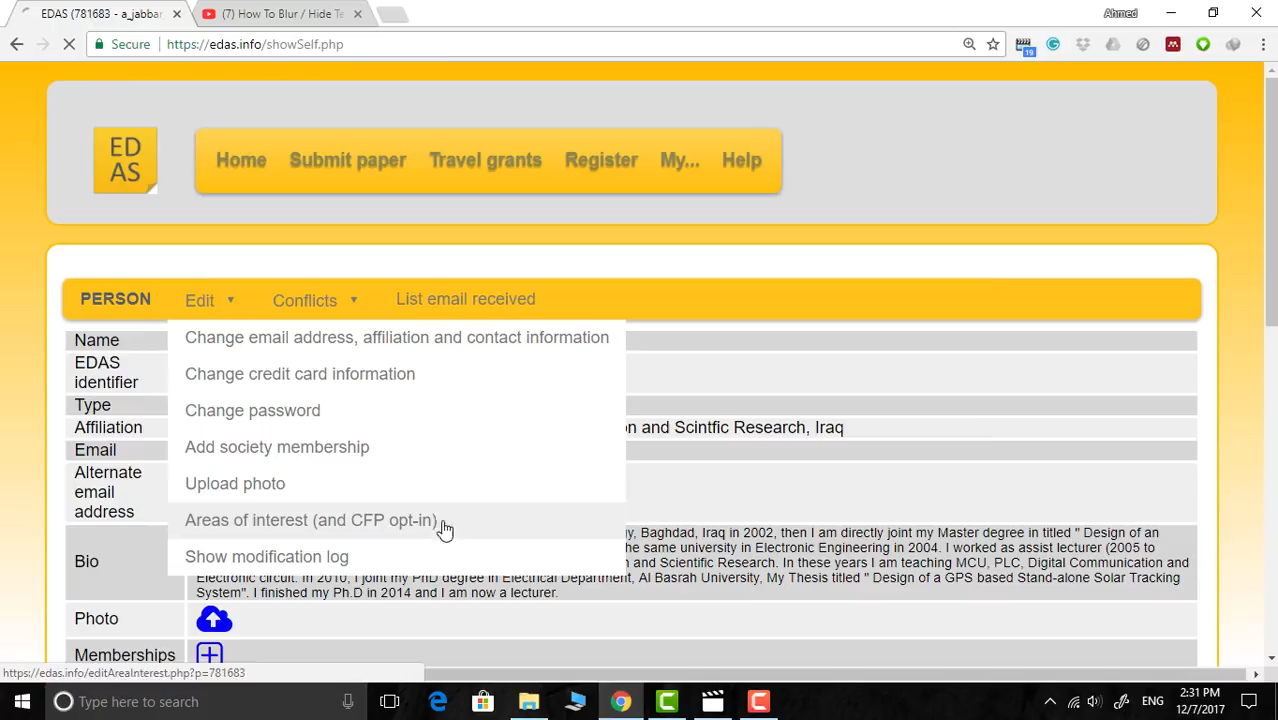 EDAS (781683 - a_jabbar
(7) How To Blur / Hide Te
Ahmed
Secure
https://edas.info/showSelf.php
19
ED
AS
Home Submit paper Travel grants Register My... Help
PERSON Edit Conflicts List email received
Change email address, affiliation and contact information
Change credit card information
Change password
Add society membership
Upload photo
Areas of interest (and CFP opt-in)
Show modification log
Name
EDAS
identifier
Type
Affiliation
on and Scintfic Research, Iraq
Email
Alternate
email
address
Bio
y, Baghdad, Iraq in 2002, then I am directly joint my Master degree in titled " Design of an
the same university in Electronic Engineering in 2004. I worked as assist lecturer (2005 to
n and Scientific Research. In these years I am teaching MCU, PLC, Digital Communication and
Electronic circuit. In 2010, I joint my PhD degree in Electrical Department, Al Basrah University, My Thesis titled " Design of a GPS based Stand-alone Solar Tracking
System". I finished my Ph.D in 2014 and I am now a lecturer.
Photo
Memberships
https://edas.info/editAreaInterest.php?p=781683
Type here to search
ENG
2:31 PM
12/7/2017